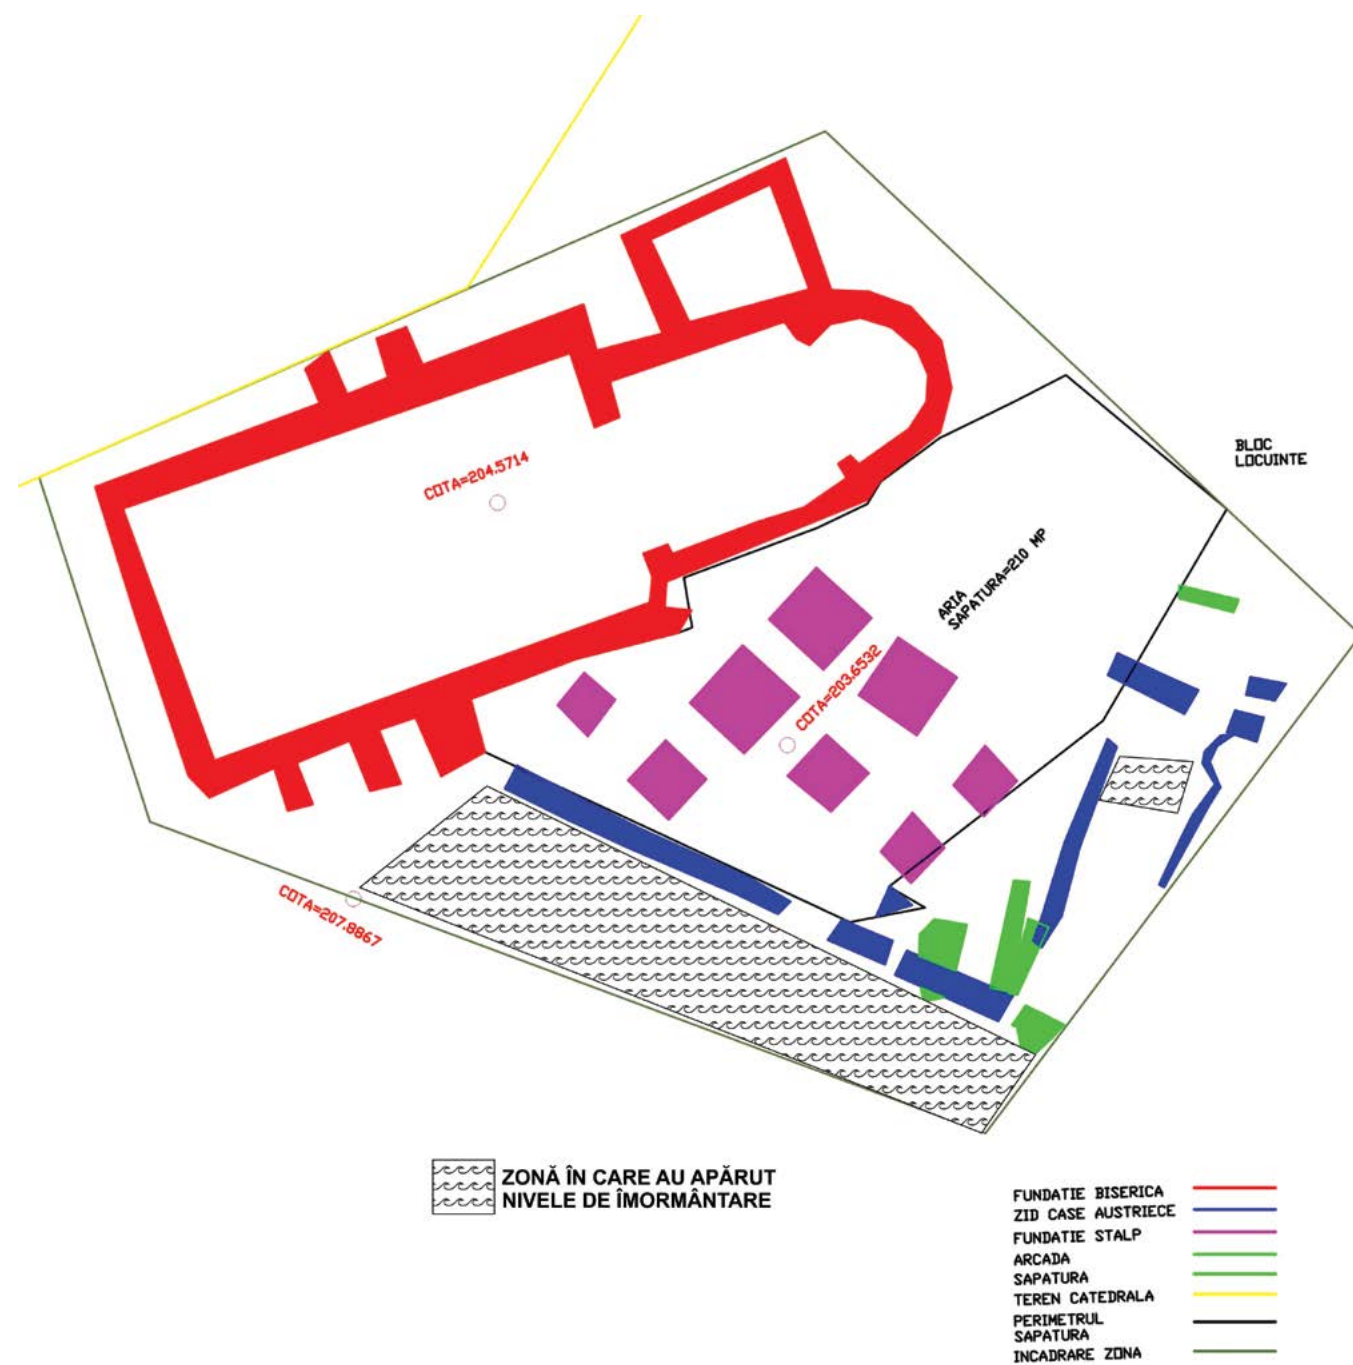 BLOC
LOCUINTE
COTA=204.5714
ARIA
SAPATURA=210 MP
COTA=203.6532
COTA=207.8867
ZONĂ ÎN CARE AU APĂRUT
NIVELE DE ÎMORMÂNTARE
FUNDATIE BISERICA
ZID CASE AUSTRIECE
FUNDATIE STALP
ARCADA
SAPATURA
TEREN CATEDRALA
PERIMETRUL
SAPATURA
INCADRARE ZONA